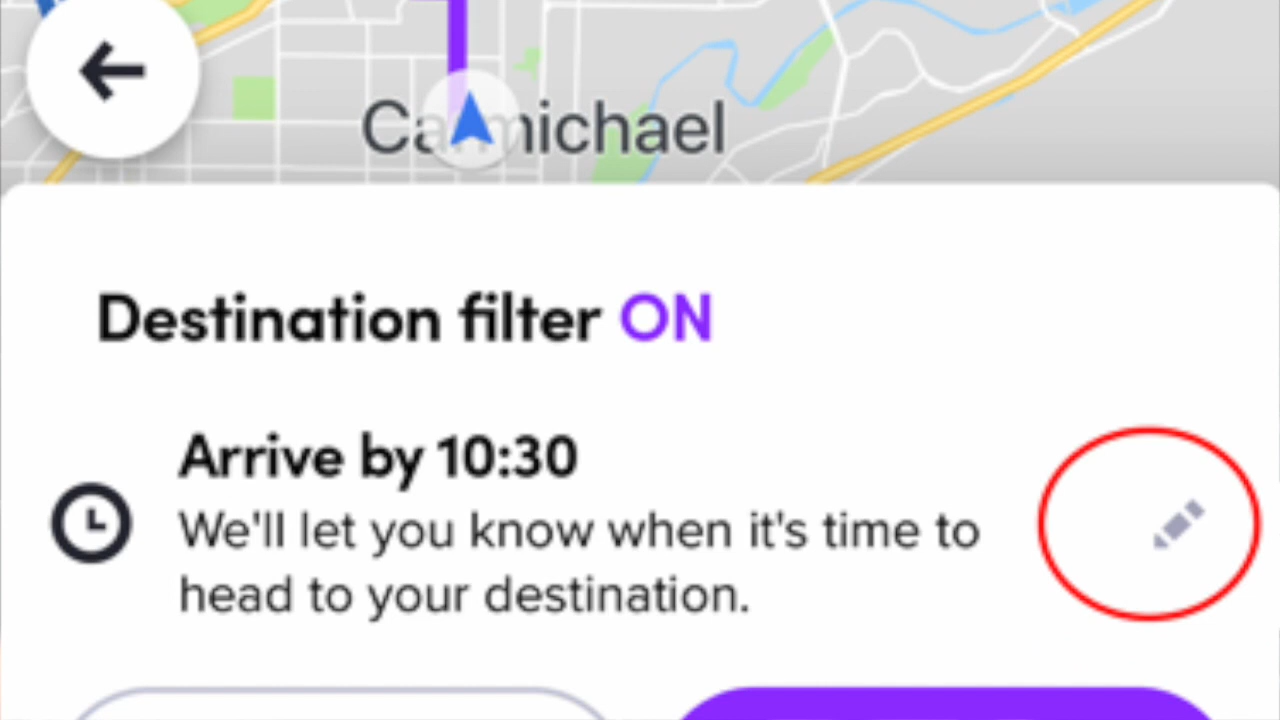 Carmichael
Destination filter ON
Arrive by 10:30
We'll let you know when it's time to
head to your destination.